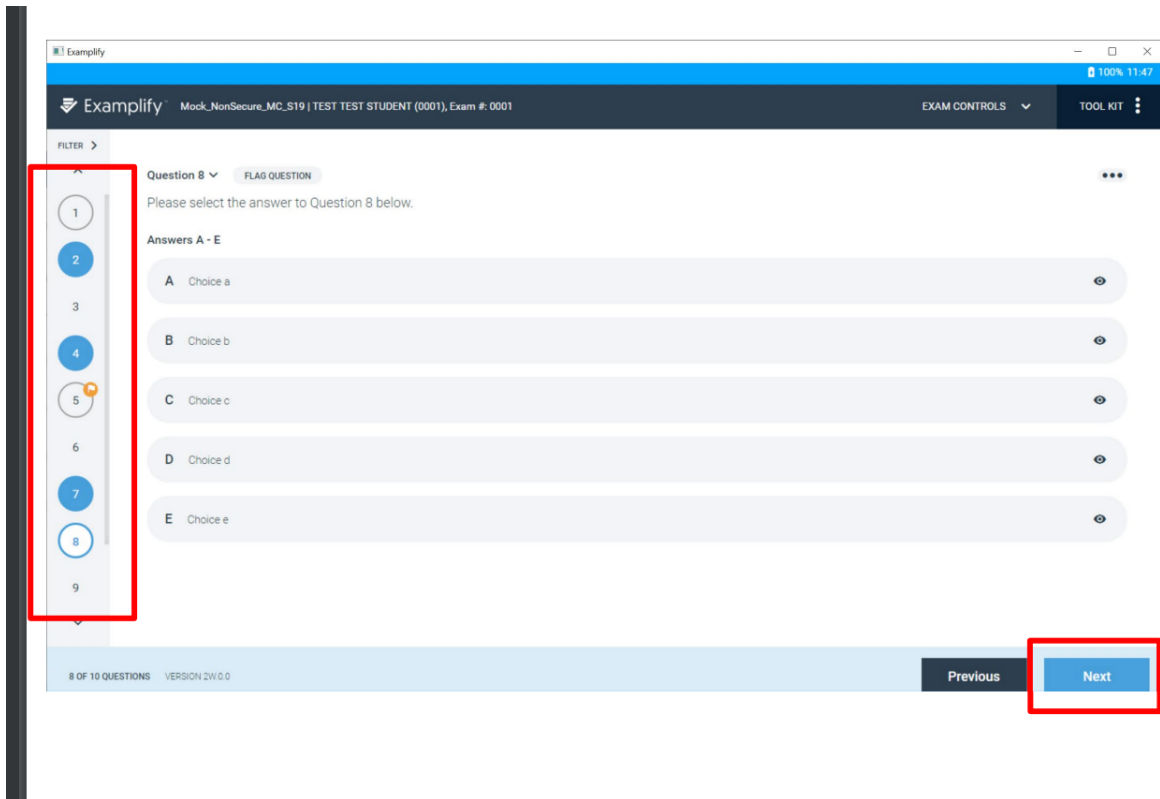 Examplify
100% 11:47
Examplify Mock_NonSecure_MC_S19 | TEST TEST STUDENT (0001), Exam #: 0001 EXAM CONTROLS TOOL KIT
FILTER
Question 8 FLAG QUESTION
Please select the answer to Question 8 below.
Answers A - E
A Choice a
B Choice b
C Choice c
D Choice d
E Choice e
1
2
3
4
5
6
7
8
9
8 OF 10 QUESTIONS VERSION 2W.0.0 Previous Next